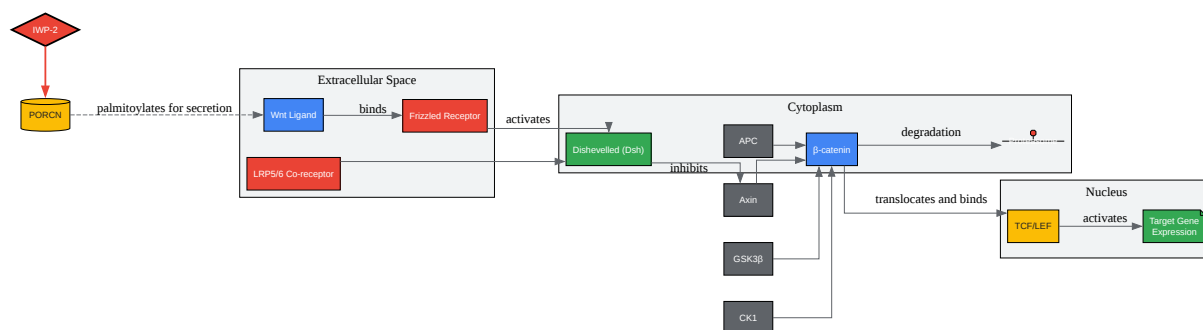 IWP-2
PORCN
palmitoylates for secretion
Extracellular Space
Wnt Ligand
binds
Frizzled Receptor
LRP5/6 Co-receptor
activates
Cytoplasm
Dishevelled (Dsh)
inhibits
APC
β-catenin
degradation
Axin
GSK3β
CK1
translocates and binds
Nucleus
TCF/LEF
activates
Target Gene
Expression